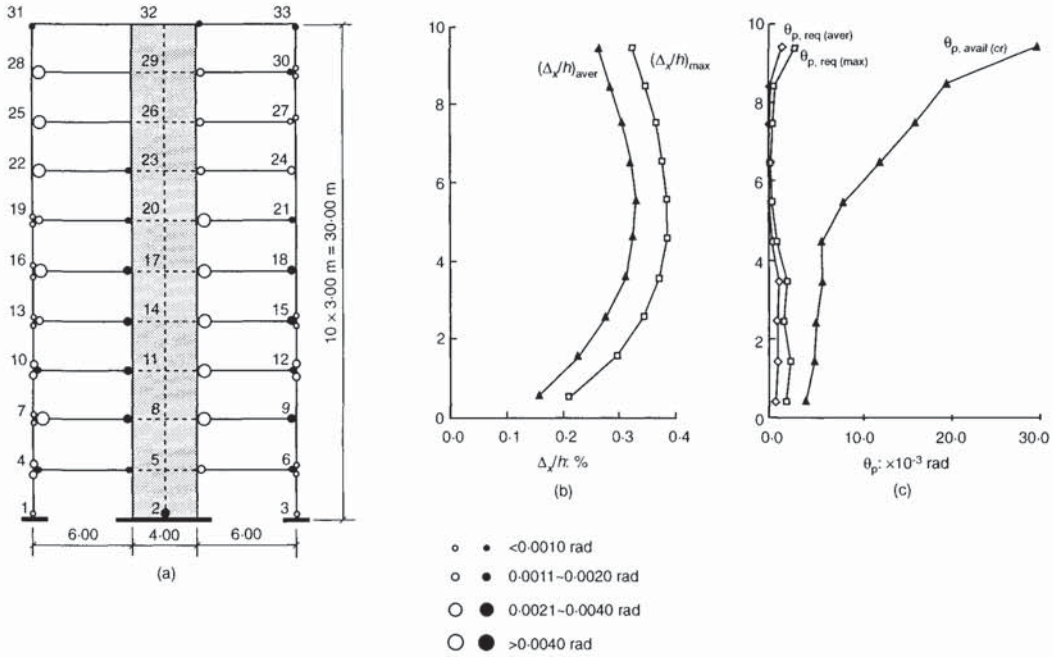 31 32 33
28 29 30
25 26 27
22 23 24
19 20 21
16 17 18
13 14 15
10 11 12
7 8 9
4 5 6
1 2 3
10 × 3·00 m = 30·00 m
6·00 4·00 6·00
(a)
10
8
6
4
2
0
0·0 0·2 0·3 0·4
(Δx/h)aver
(Δx/h)max
Δx/h: %
(b)
10
8
6
4
2
0
0·0 10·0 20·0 30·0
θp, req (aver)
θp, req (max)
θp, avail (cr)
θp: ×10⁻³ rad
(c)
<0·0010 rad
0·0011~0·0020 rad
0·0021~0·0040 rad
>0·0040 rad